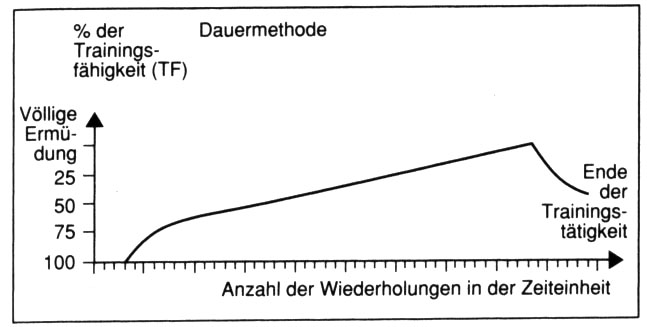 % der
Trainings-
fähigkeit (TF)
Dauermethode
Völlige
Ermü-
dung
25
50
75
100
Ende
der
Trainings-
tätigkeit
Anzahl der Wiederholungen in der Zeiteinheit